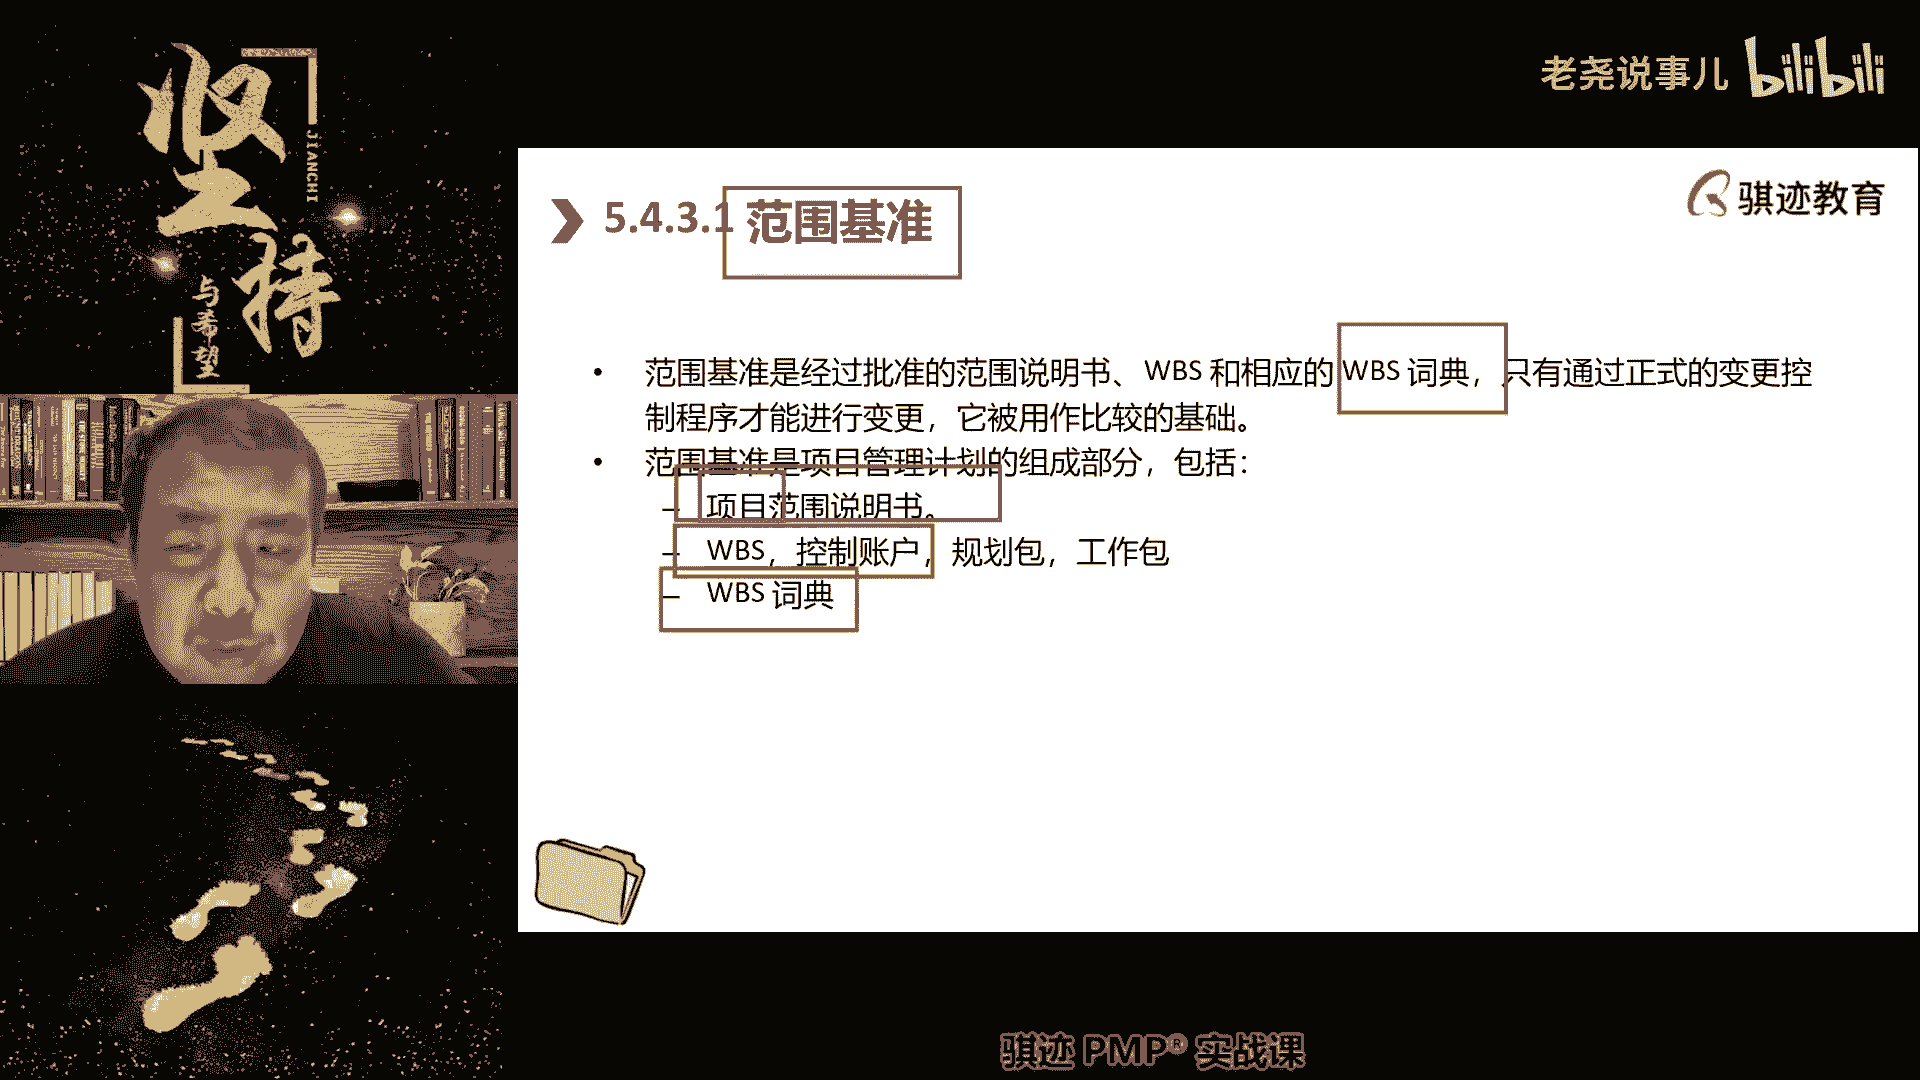 坚持
JIANCHI
与希望
老尧说事儿 bilibili
骐迹教育
5.4.3.1 范围基准
• 范围基准是经过批准的范围说明书、WBS 和相应的 WBS 词典，只有通过正式的变更控
制程序才能进行变更，它被用作比较的基础。
• 范围基准是项目管理计划的组成部分，包括：
– 项目范围说明书。
– WBS，控制账户，规划包，工作包
– WBS 词典
骐迹 PMP® 实战课